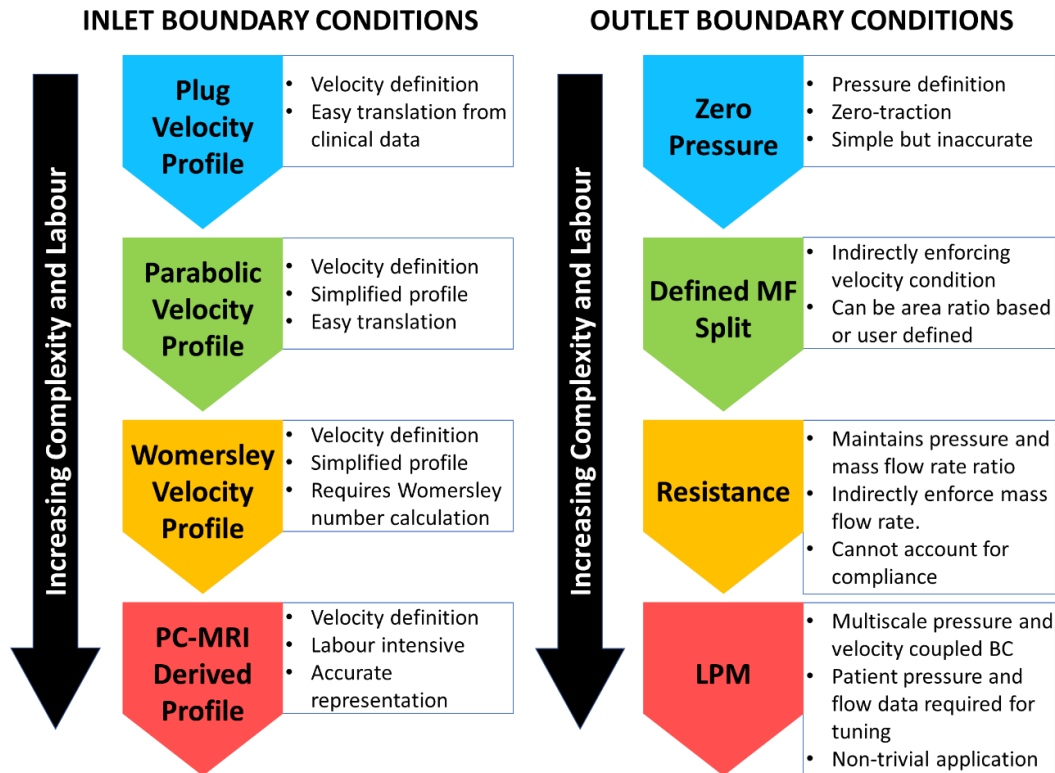 INLET BOUNDARY CONDITIONS
Increasing Complexity and Labour
Plug
Velocity
Profile
• Velocity definition
• Easy translation from
clinical data
Parabolic
Velocity
Profile
• Velocity definition
• Simplified profile
• Easy translation
Womersley
Velocity
Profile
• Velocity definition
• Simplified profile
• Requires Womersley
number calculation
PC-MRI
Derived
Profile
• Velocity definition
• Labour intensive
• Accurate
representation
OUTLET BOUNDARY CONDITIONS
Increasing Complexity and Labour
Zero
Pressure
• Pressure definition
• Zero-traction
• Simple but inaccurate
Defined MF
Split
• Indirectly enforcing
velocity condition
• Can be area ratio based
or user defined
Resistance
• Maintains pressure and
mass flow rate ratio
• Indirectly enforce mass
flow rate.
• Cannot account for
compliance
LPM
• Multiscale pressure and
velocity coupled BC
• Patient pressure and
flow data required for
tuning
• Non-trivial application